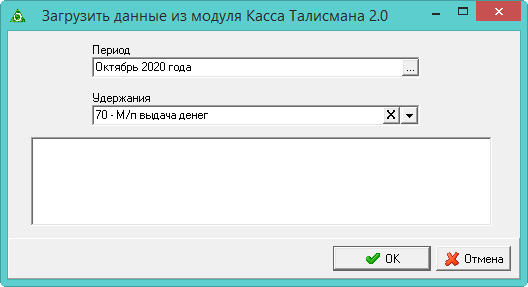 Загрузить данные из модуля Касса Талисмана 2.0
Период
Октябрь 2020 года
...
Удержания
70 - М/п выдача денег
OK
Отмена